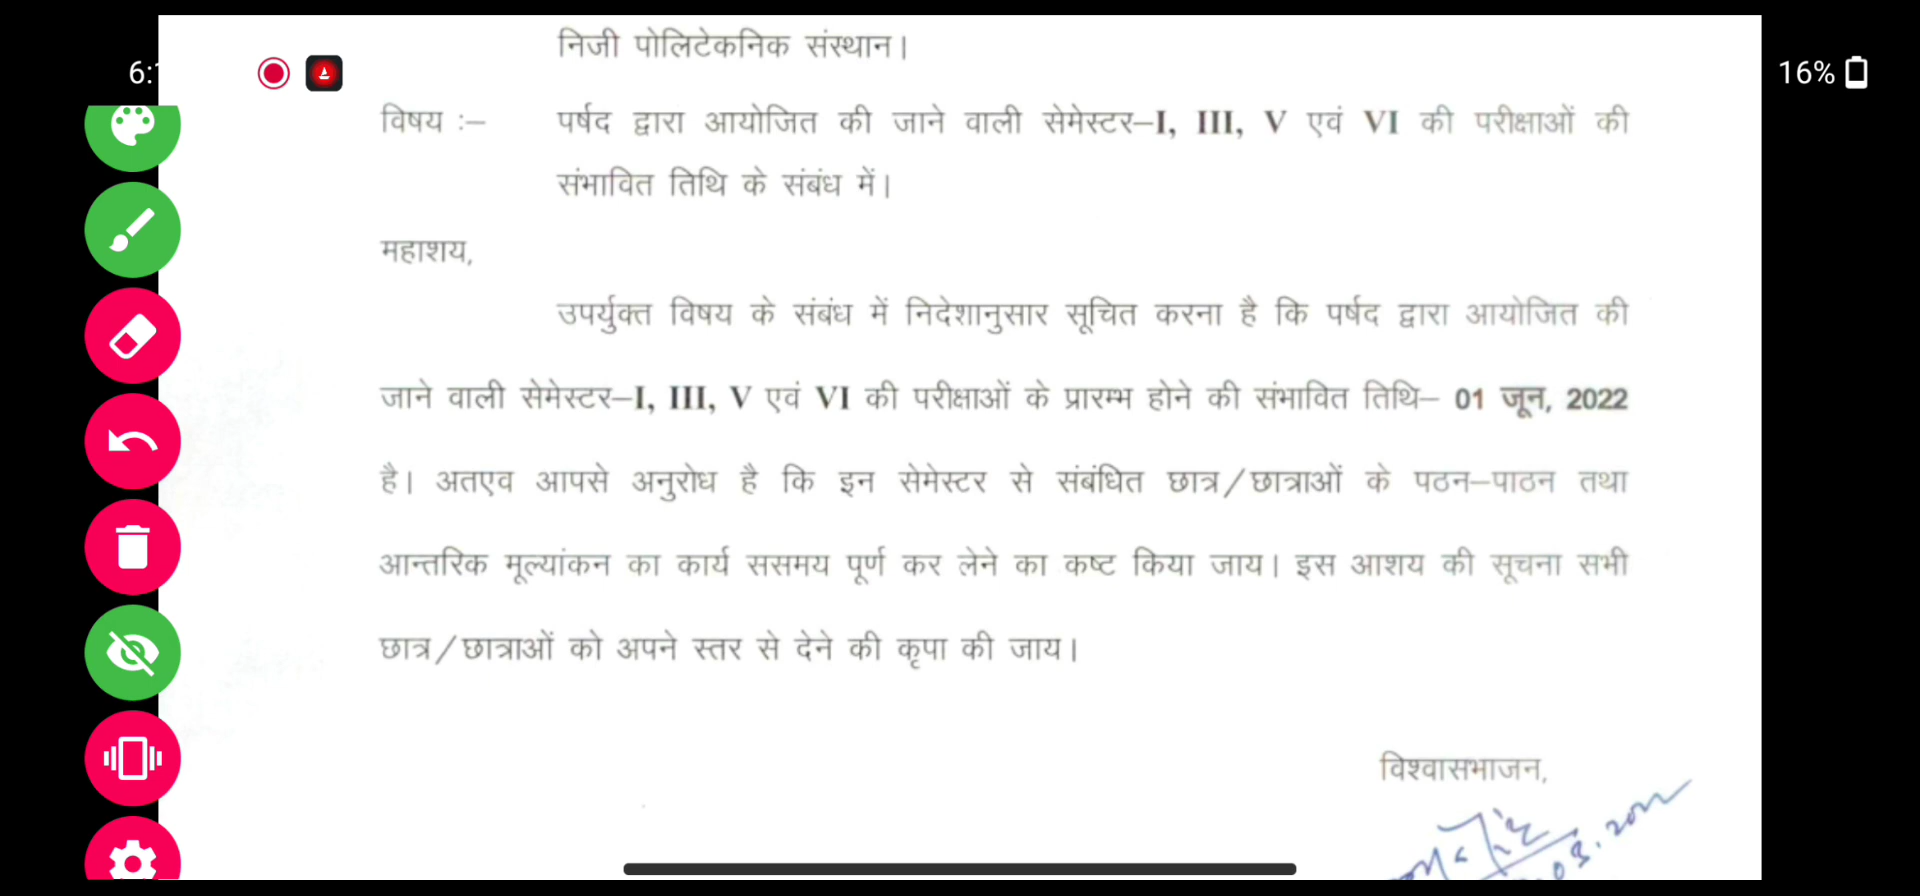 निजी पोलिटेकनिक संस्थान।
16%
विषय :– पर्षद द्वारा आयोजित की जाने वाली सेमेस्टर–I, III, V एवं VI की परीक्षाओं की
संभावित तिथि के संबंध में।
महाशय,
उपर्युक्त विषय के संबंध में निदेशानुसार सूचित करना है कि पर्षद द्वारा आयोजित की
जाने वाली सेमेस्टर–I, III, V एवं VI की परीक्षाओं के प्रारम्भ होने की संभावित तिथि– 01 जून, 2022
है। अतएव आपसे अनुरोध है कि इन सेमेस्टर से संबंधित छात्र/छात्राओं के पठन–पाठन तथा
आन्तरिक मूल्यांकन का कार्य ससमय पूर्ण कर लेने का कष्ट किया जाय। इस आशय की सूचना सभी
छात्र/छात्राओं को अपने स्तर से देने की कृपा की जाय।
विश्वासभाजन,